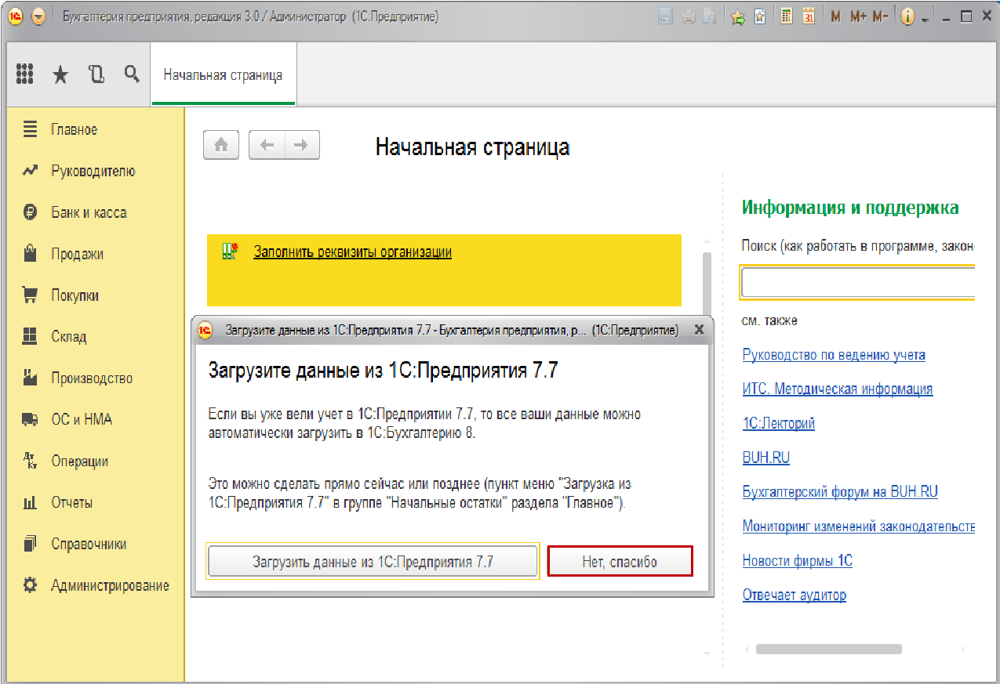 Бухгалтерия предприятия, редакция 3.0 / Администратор (1С:Предприятие)
31 M M+ M-
Начальная страница
Главное
Руководителю
Банк и касса
Продажи
Покупки
Склад
Производство
ОС и НМА
Дт Кт Операции
Отчеты
Справочники
Администрирование
Начальная страница
Заполнить реквизиты организации
1С Загрузите данные из 1С:Предприятия 7.7 - Бухгалтерия предприятия, р... (1С:Предприятие)
Загрузите данные из 1С:Предприятия 7.7
Если вы уже вели учет в 1С:Предприятии 7.7, то все ваши данные можно
автоматически загрузить в 1С:Бухгалтерию 8.
Это можно сделать прямо сейчас или позднее (пункт меню "Загрузка из
1С:Предприятия 7.7" в группе "Начальные остатки" раздела "Главное").
Загрузить данные из 1С:Предприятия 7.7
Нет, спасибо
Информация и поддержка
Поиск (как работать в программе, закон
см. также
Руководство по ведению учета
ИТС. Методическая информация
1С:Лекторий
BUH.RU
Бухгалтерский форум на BUH.RU
Мониторинг изменений законодательств
Новости фирмы 1С
Отвечает аудитор